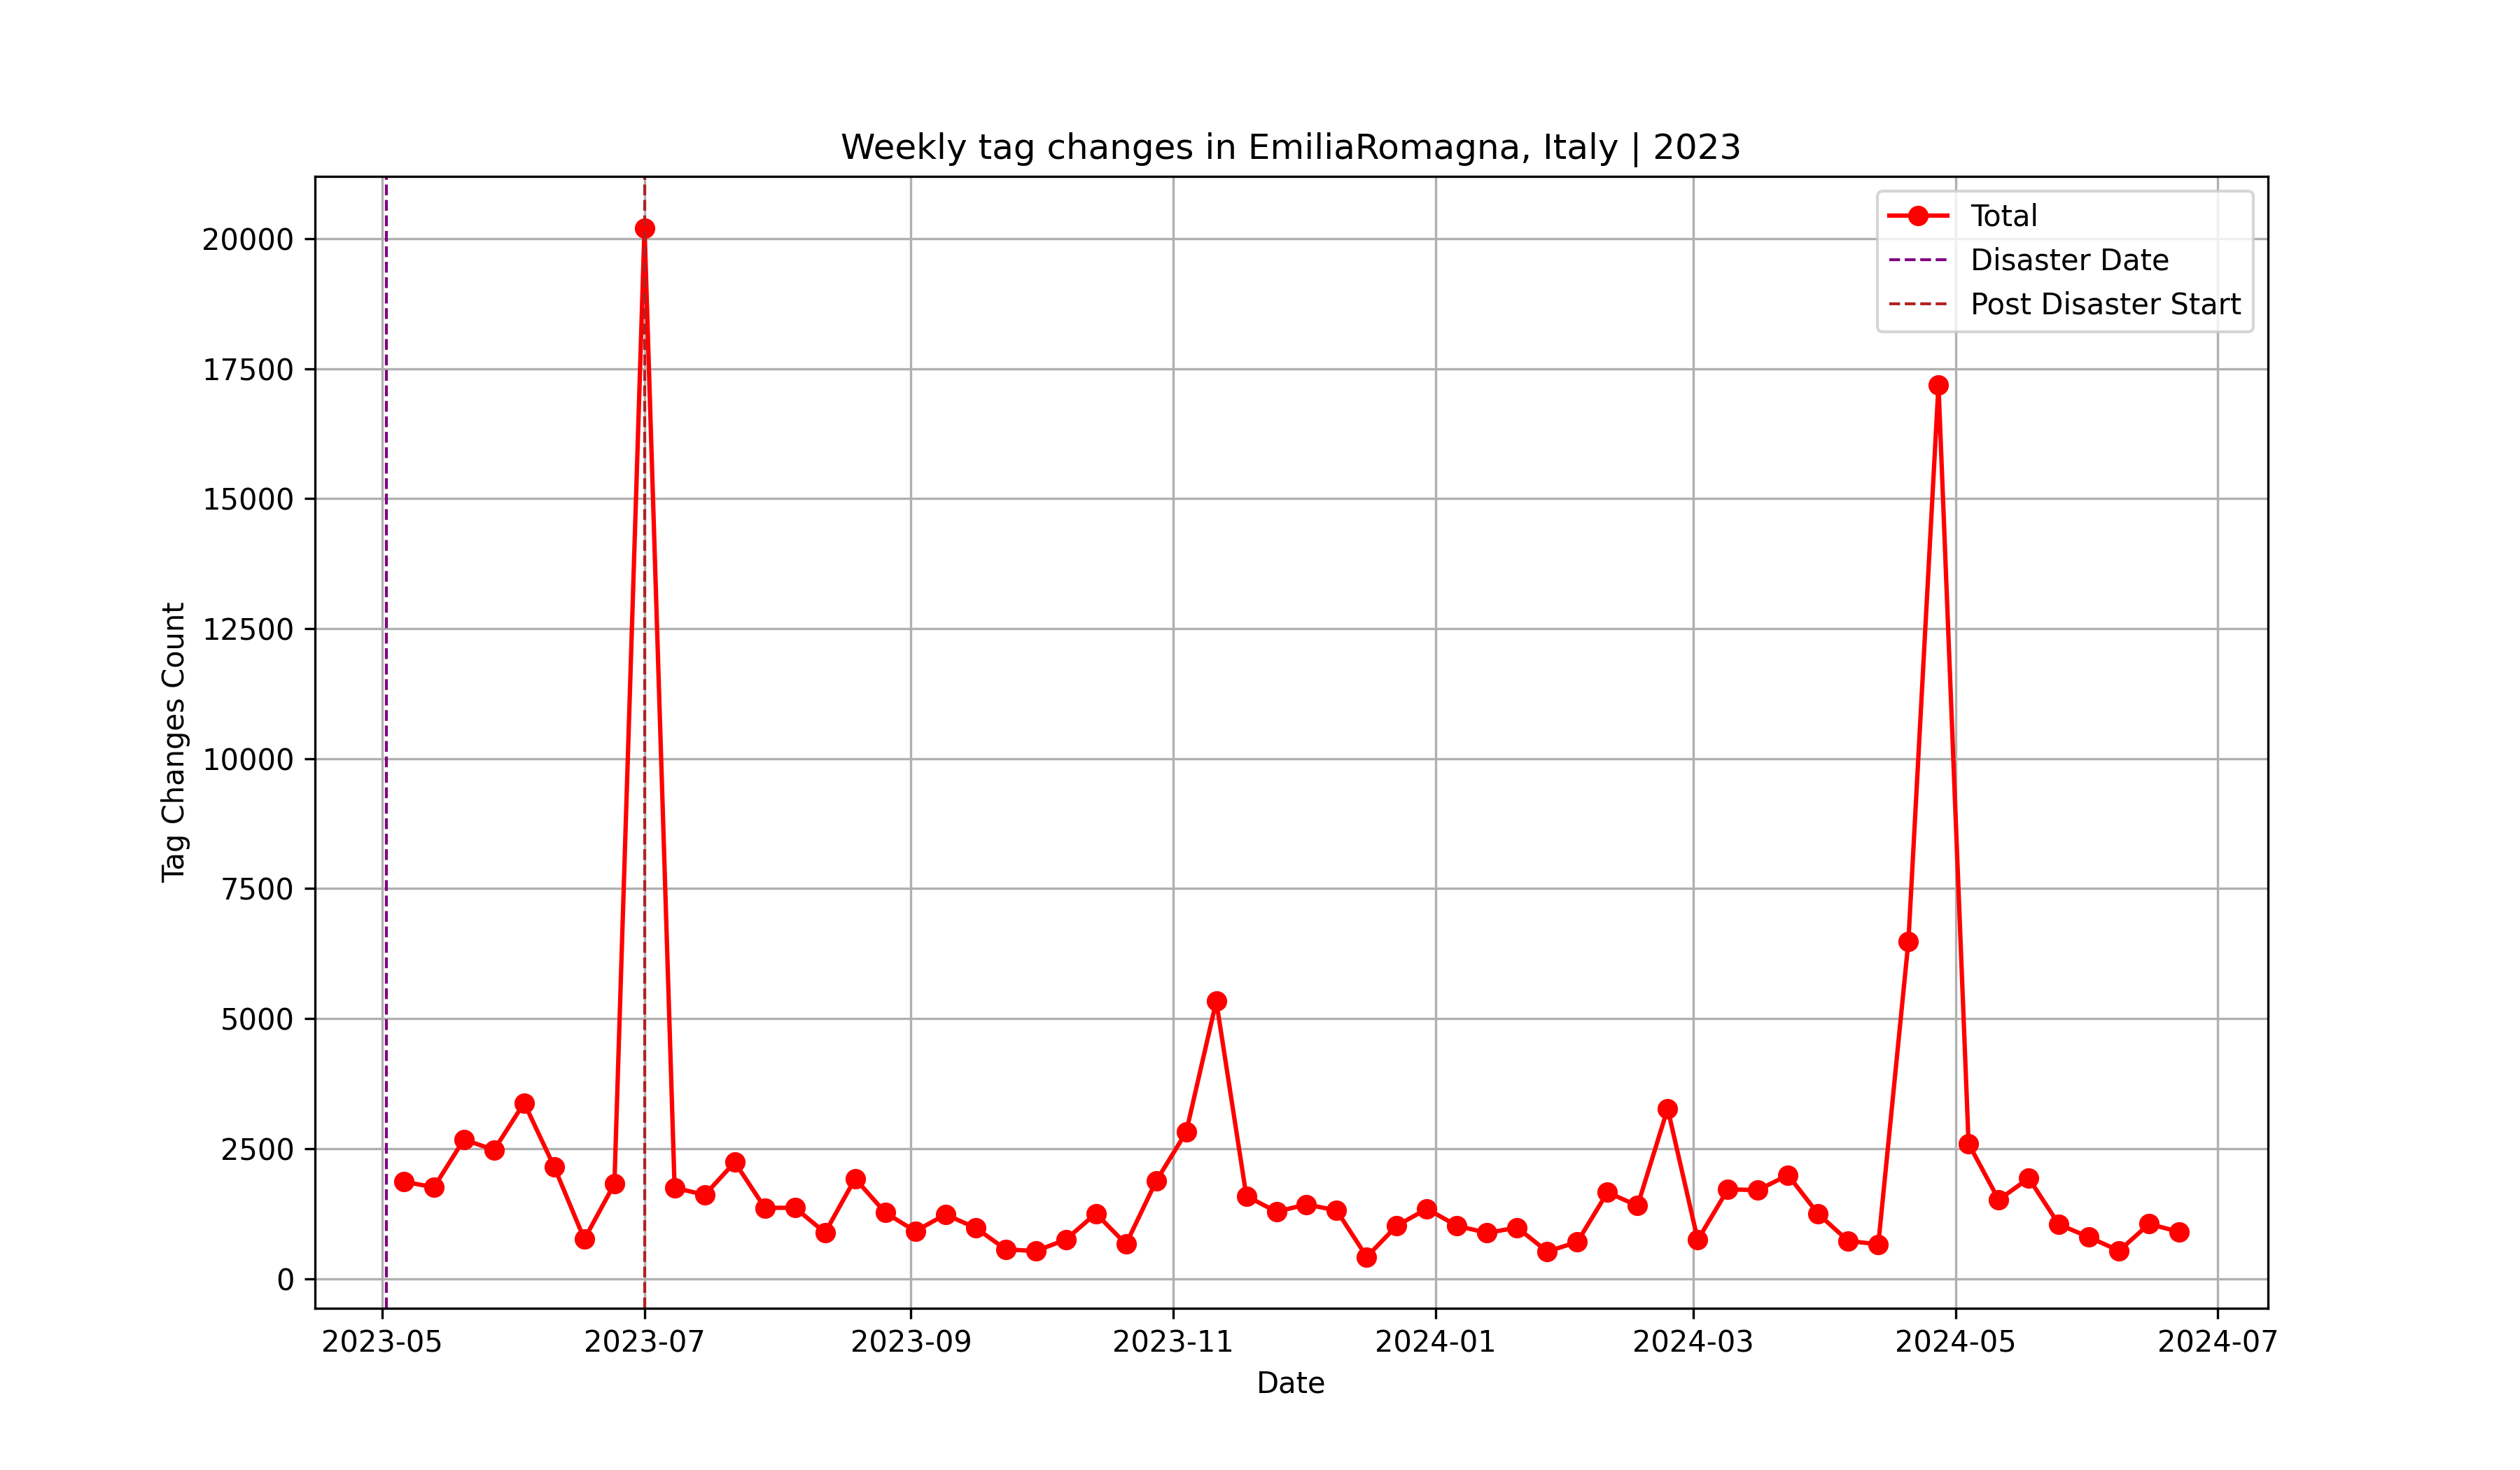 Weekly tag changes in EmiliaRomagna, Italy | 2023
Total
Disaster Date
Post Disaster Start
20000
17500
15000
12500
10000
7500
5000
2500
0
Tag Changes Count
2023-05 2023-07 2023-09 2023-11 2024-01 2024-03 2024-05 2024-07
Date